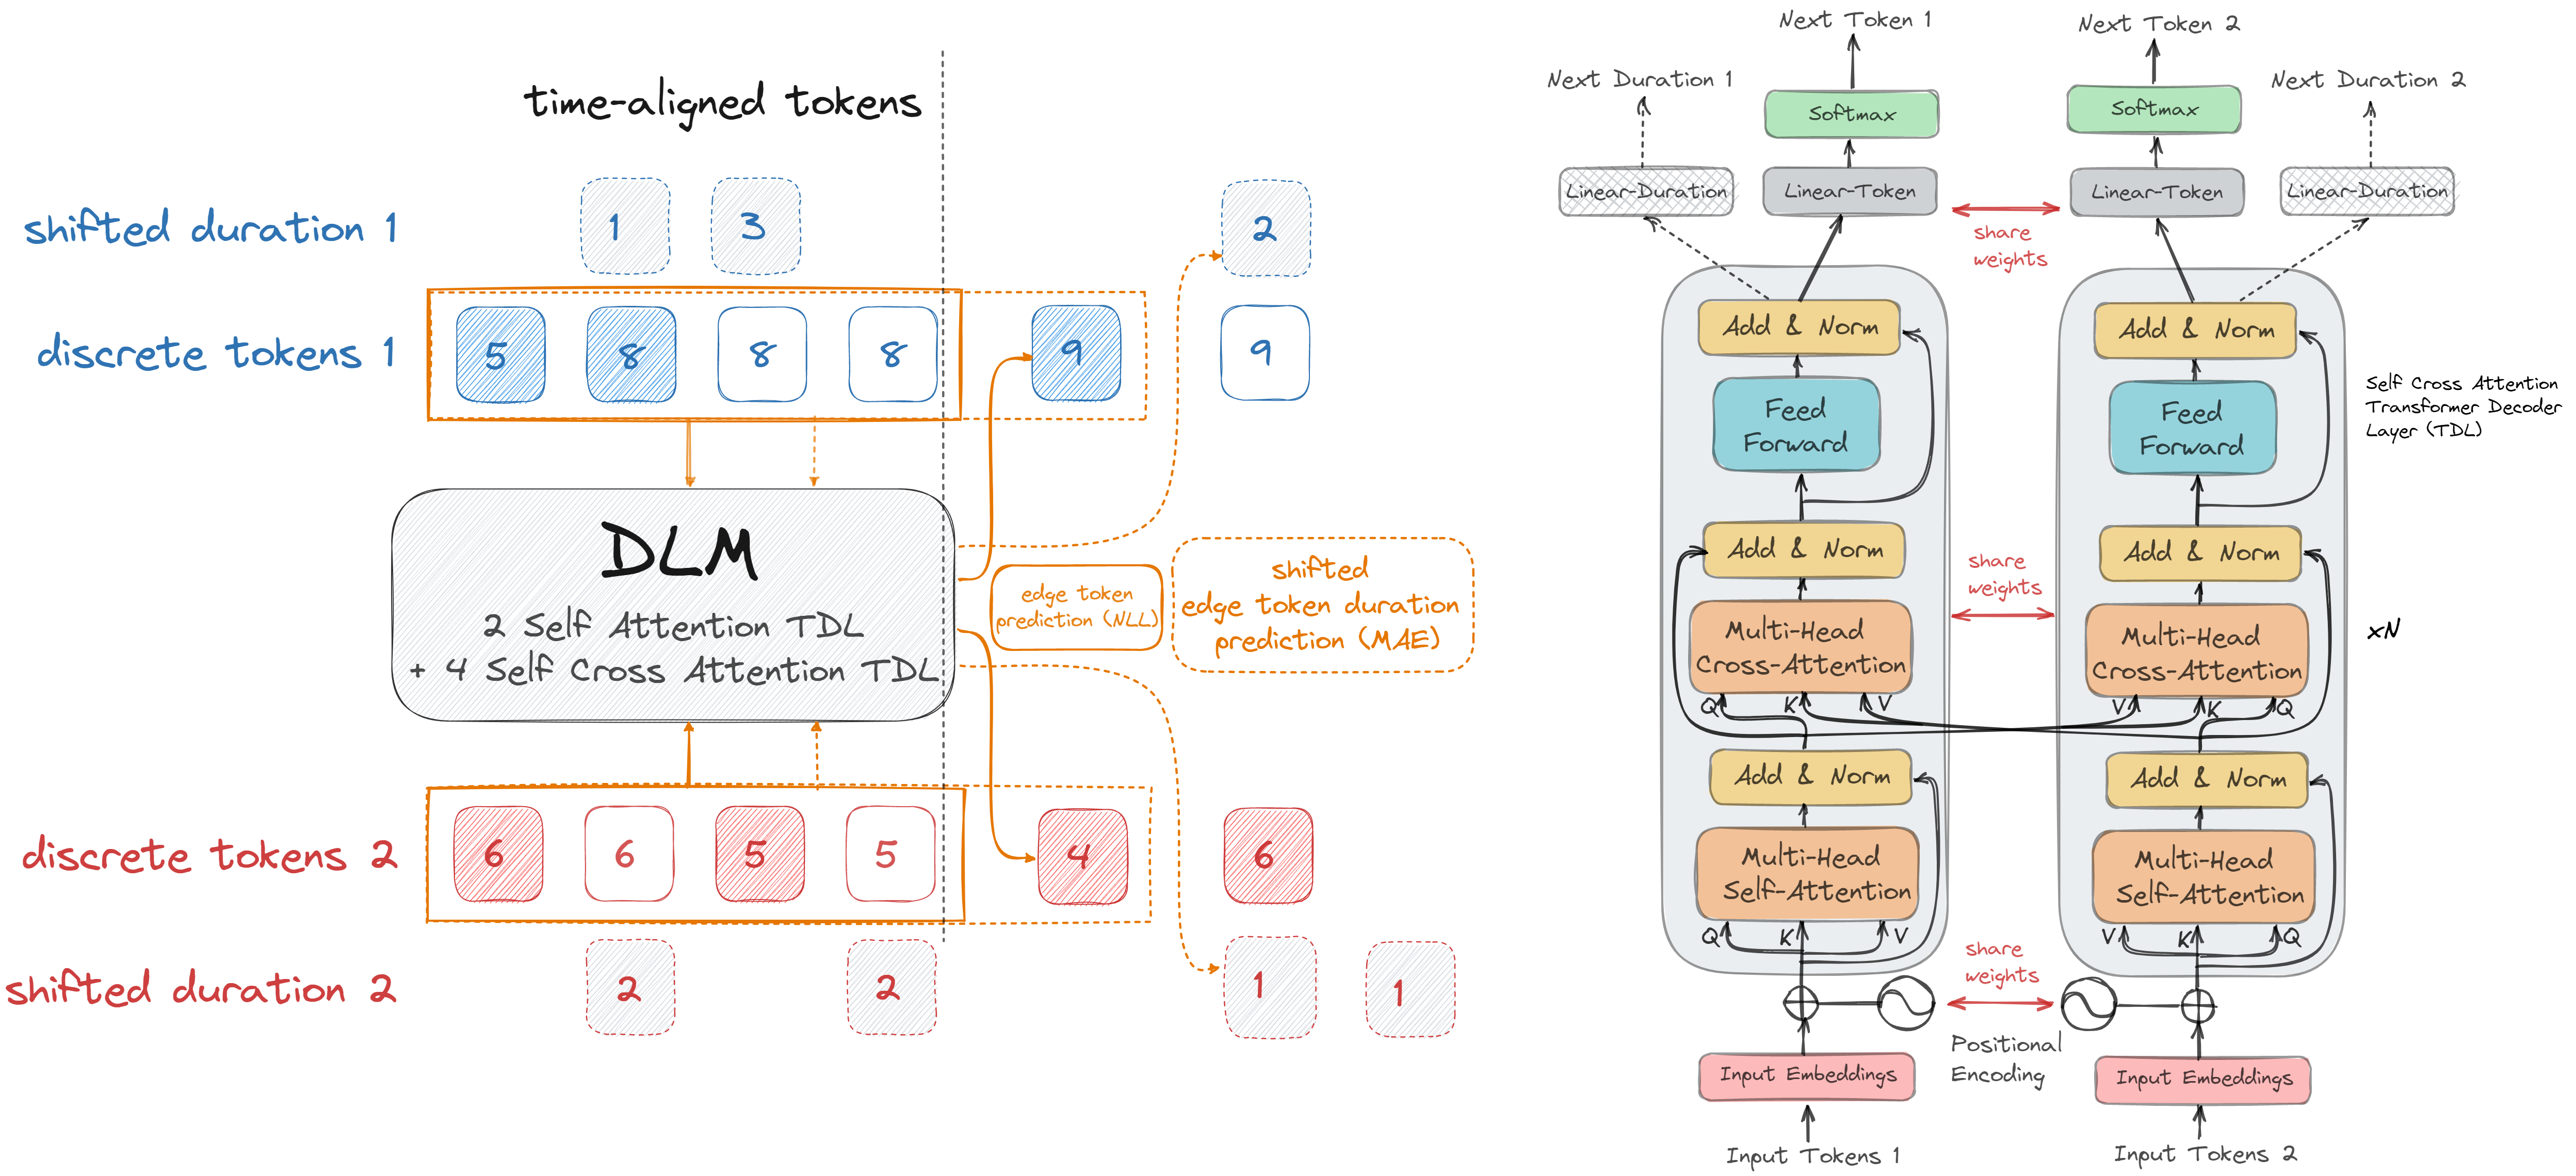 time-aligned tokens
shifted duration 1
1
3
2
discrete tokens 1
5
8
8
8
9
9
DLM
2 Self Attention TDL
+ 4 Self Cross Attention TDL
edge token
prediction (NLL)
shifted
edge token duration
prediction (MAE)
discrete tokens 2
6
6
5
5
4
6
shifted duration 2
2
2
1
1
Next Token 1
Next Token 2
Next Duration 1
Next Duration 2
Softmax
Softmax
Linear-Duration
Linear-Token
Linear-Token
Linear-Duration
share
weights
Add & Norm
Add & Norm
Feed
Forward
Feed
Forward
Self Cross Attention
Transformer Decoder
Layer (TDL)
Add & Norm
Add & Norm
share
weights
Multi-Head
Cross-Attention
Multi-Head
Cross-Attention
xN
Q
K
V
V
K
Q
Add & Norm
Add & Norm
Multi-Head
Self-Attention
Multi-Head
Self-Attention
Q
K
V
V
K
Q
share
weights
Positional
Encoding
Input Embeddings
Input Embeddings
Input Tokens 1
Input Tokens 2